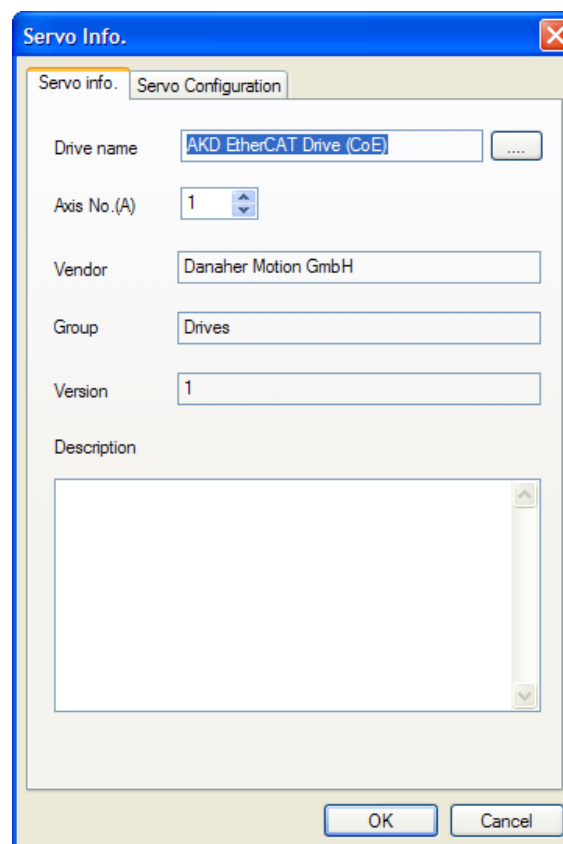 Servo Info.
Servo info. Servo Configuration
Drive name AKD EtherCAT Drive (CoE) ....
Axis No.(A) 1
Vendor Danaher Motion GmbH
Group Drives
Version 1
Description
OK Cancel